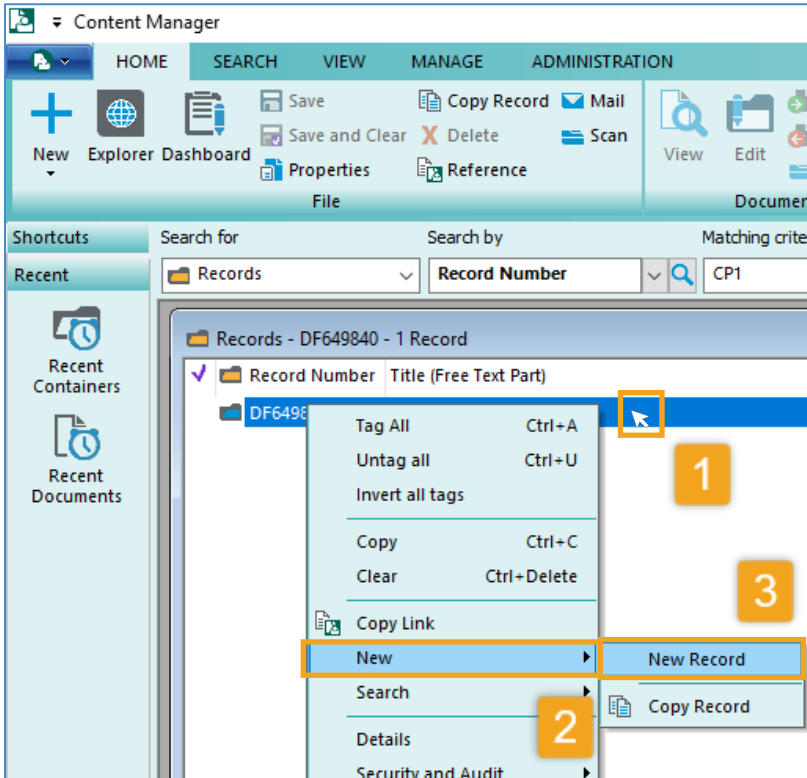 Content Manager
HOME SEARCH VIEW MANAGE ADMINISTRATION
Save Copy Record Mail
Save and Clear Delete Scan
New Explorer Dashboard View Edit
Properties Reference
File
Shortcuts Search for Search by
Recent Records Record Number CP1
Recent
Containers
Recent
Documents
Records - DF649840 - 1 Record
Record Number Title (Free Text Part)
Tag All Ctrl+A
Untag all Ctrl+U
Invert all tags
1
Copy Ctrl+C
Clear Ctrl+Delete
3
Copy Link
New New Record
Search
2
Copy Record
Details
Security and Audit